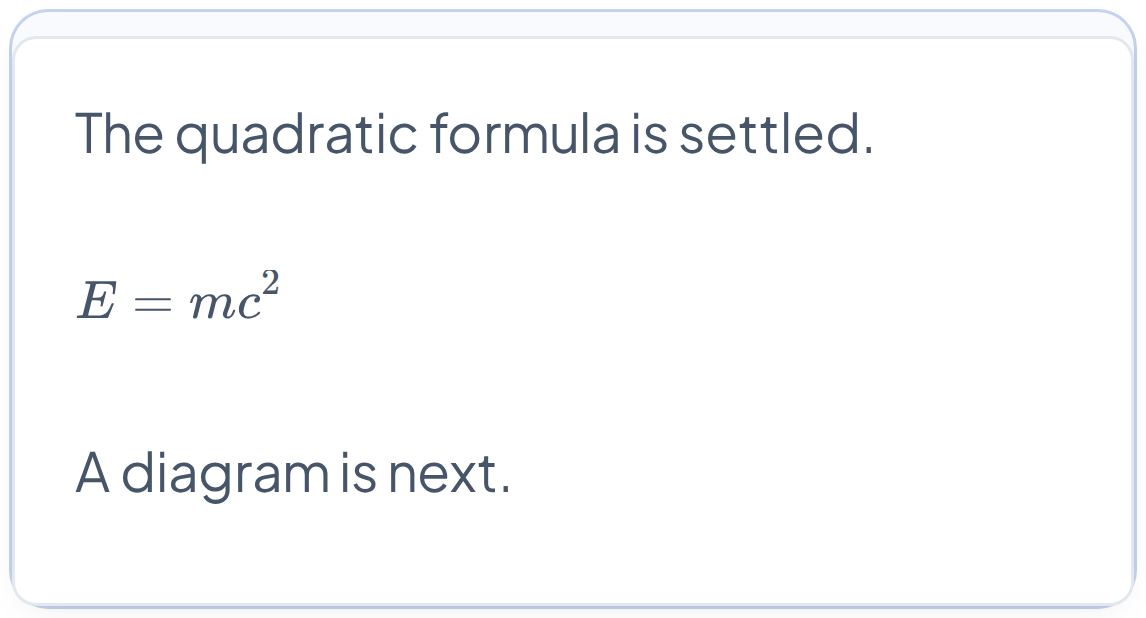 The quadratic formula is settled.
E = mc²
A diagram is next.